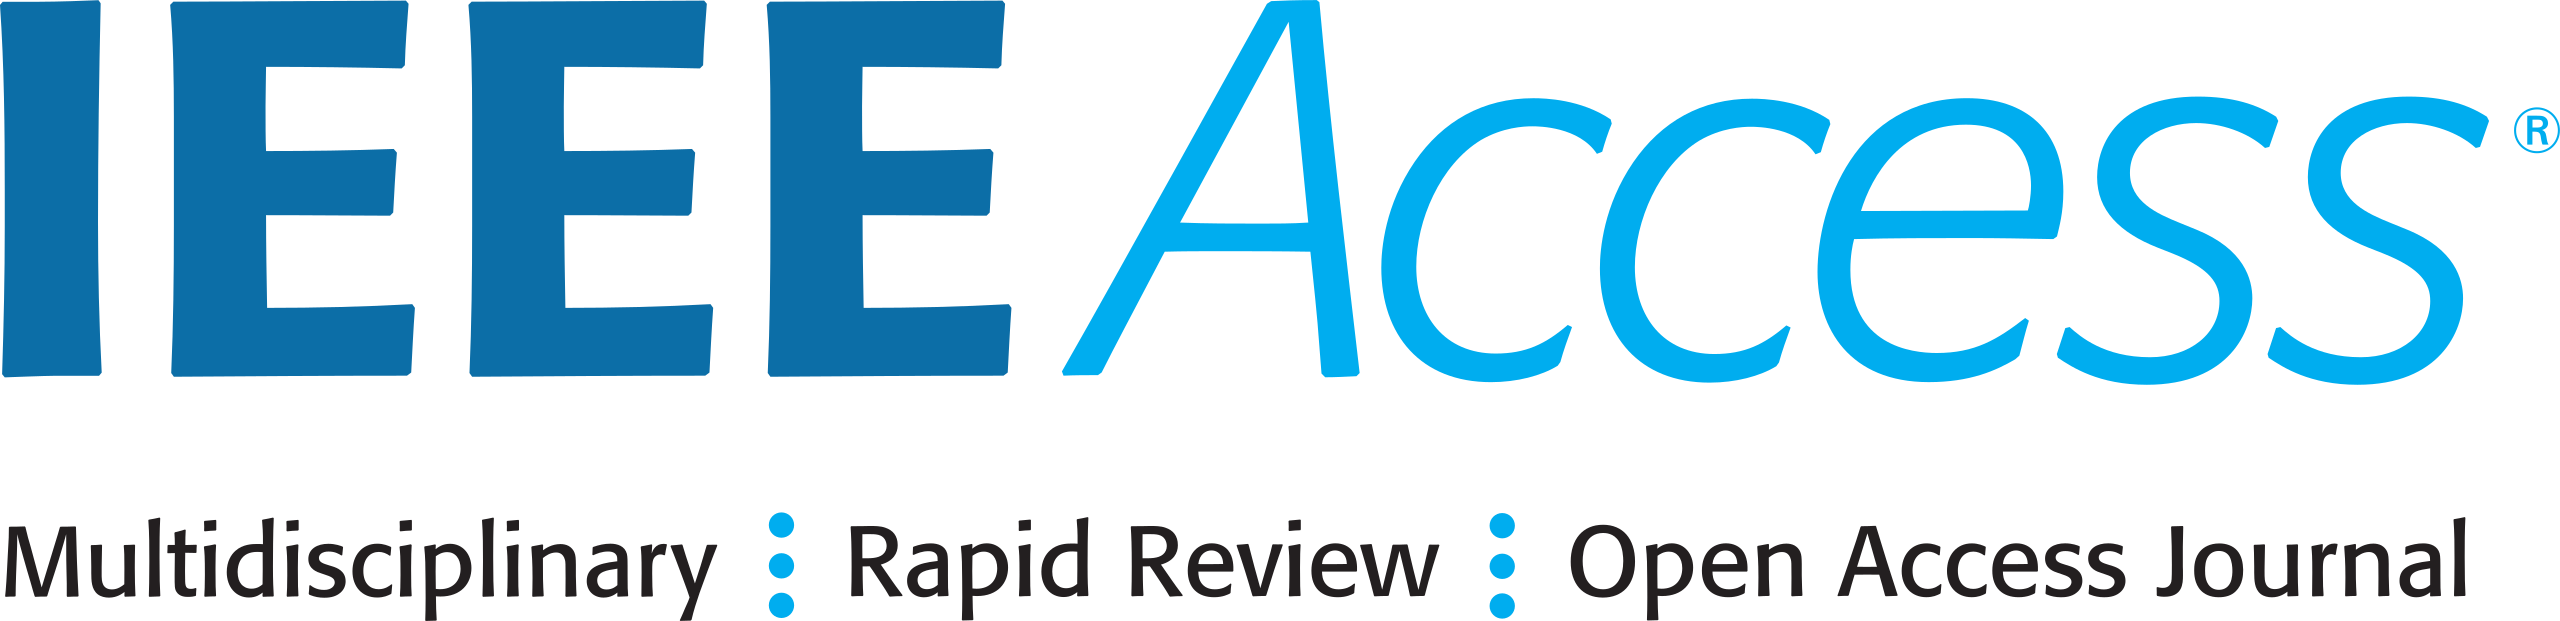 IEEE Access®
Multidisciplinary ⋮ Rapid Review ⋮ Open Access Journal